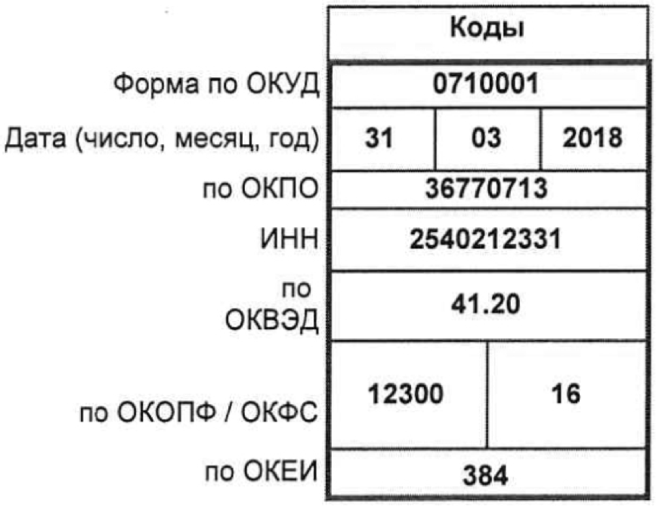 Коды
Форма по ОКУД 0710001
Дата (число, месяц, год) 31 03 2018
по ОКПО 36770713
ИНН 2540212331
по
ОКВЭД 41.20
по ОКОПФ / ОКФС 12300 16
по ОКЕИ 384